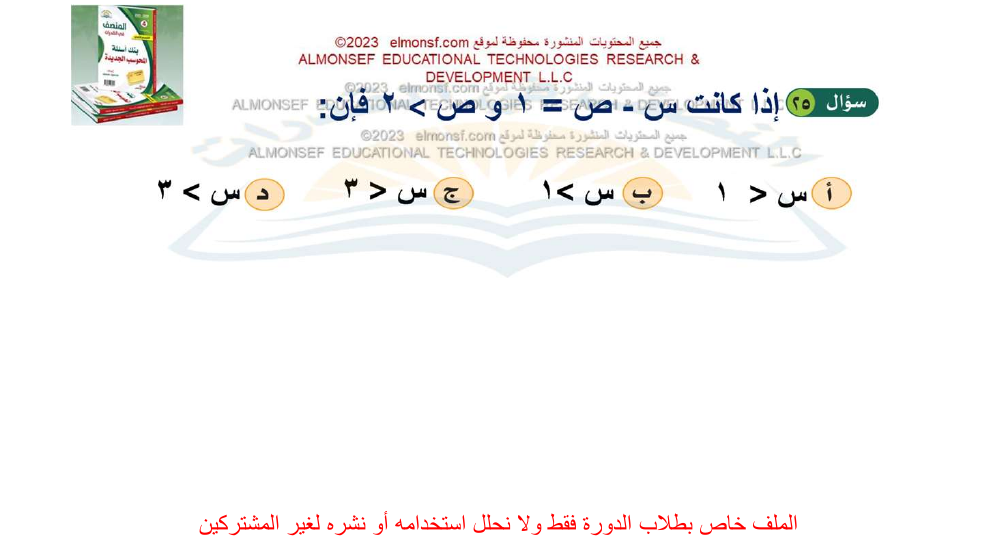 المنصف
في القدرات
بنك أسئلة
المحوسب الجديدة
جميع المحتويات المنشورة محفوظة لموقع elmonsf.com ©2023
ALMONSEF EDUCATIONAL TECHNOLOGIES RESEARCH &
DEVELOPMENT L.L.C
جميع المحتويات المنشورة محفوظة لموقع elmonsf.com ©2023
ALMONSEF EDUCATIONAL TECHNOLOGIES RESEARCH & DEVELOPMENT L.L.C
سؤال ٢٥ إذا كانت س - ص = ١ و ص > ٢ فإن:
جميع المحتويات المنشورة محفوظة لموقع elmonsf.com ©2023
ALMONSEF EDUCATIONAL TECHNOLOGIES RESEARCH & DEVELOPMENT L.L.C
أ س < ١ ب س > ١ ج س < ٣ د س > ٣
الملف خاص بطلاب الدورة فقط ولا نحلل استخدامه أو نشره لغير المشتركين